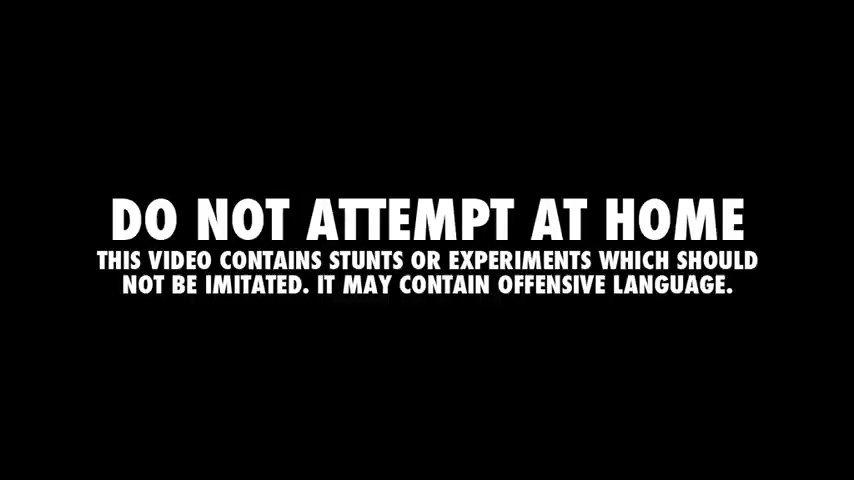 DO NOT ATTEMPT AT HOME
THIS VIDEO CONTAINS STUNTS OR EXPERIMENTS WHICH SHOULD
NOT BE IMITATED. IT MAY CONTAIN OFFENSIVE LANGUAGE.